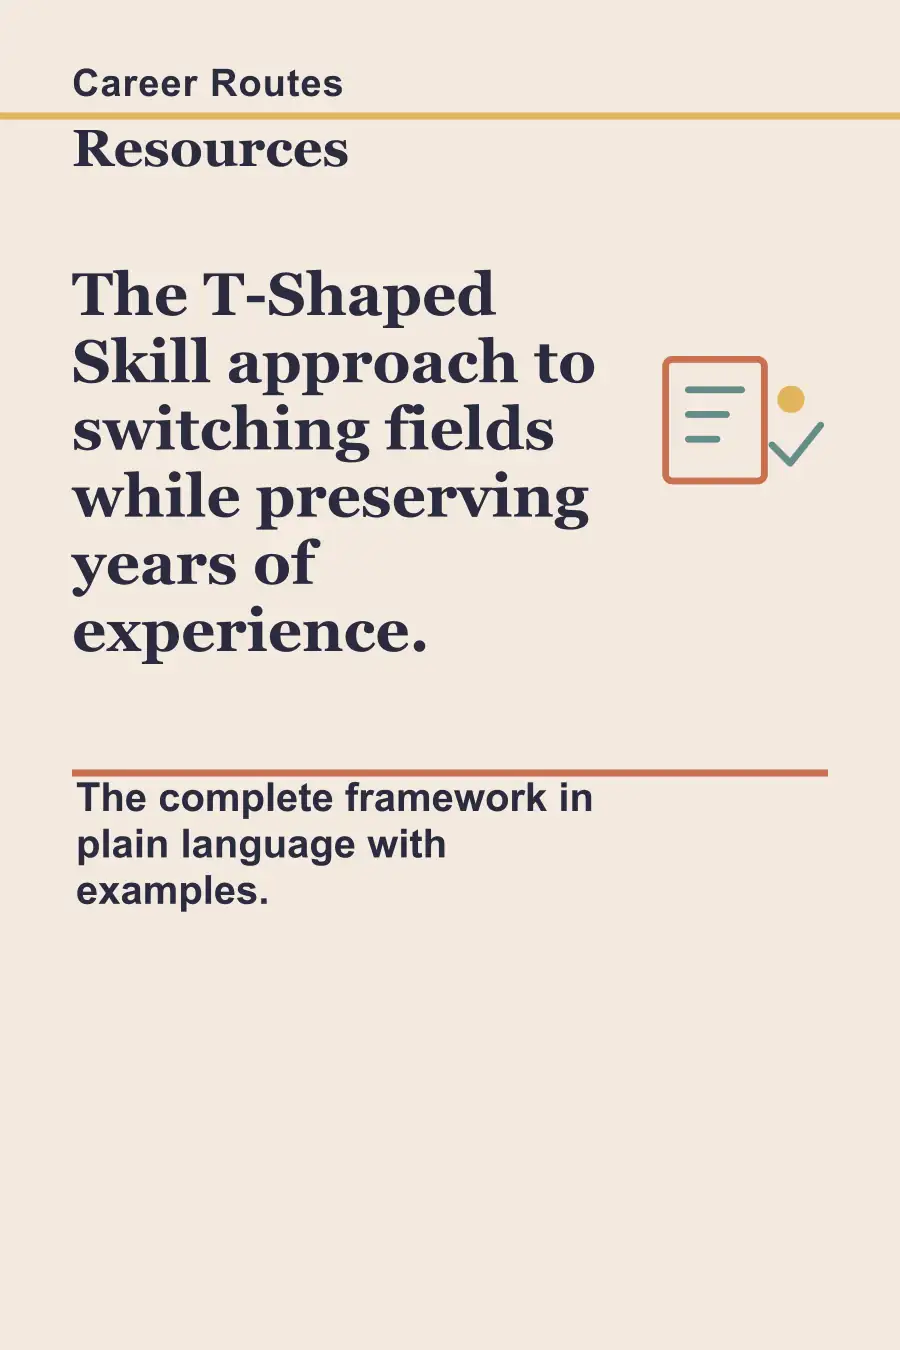 Career Routes
Resources
The T-Shaped
Skill approach to
switching fields
while preserving
years of
experience.
The complete framework in
plain language with
examples.